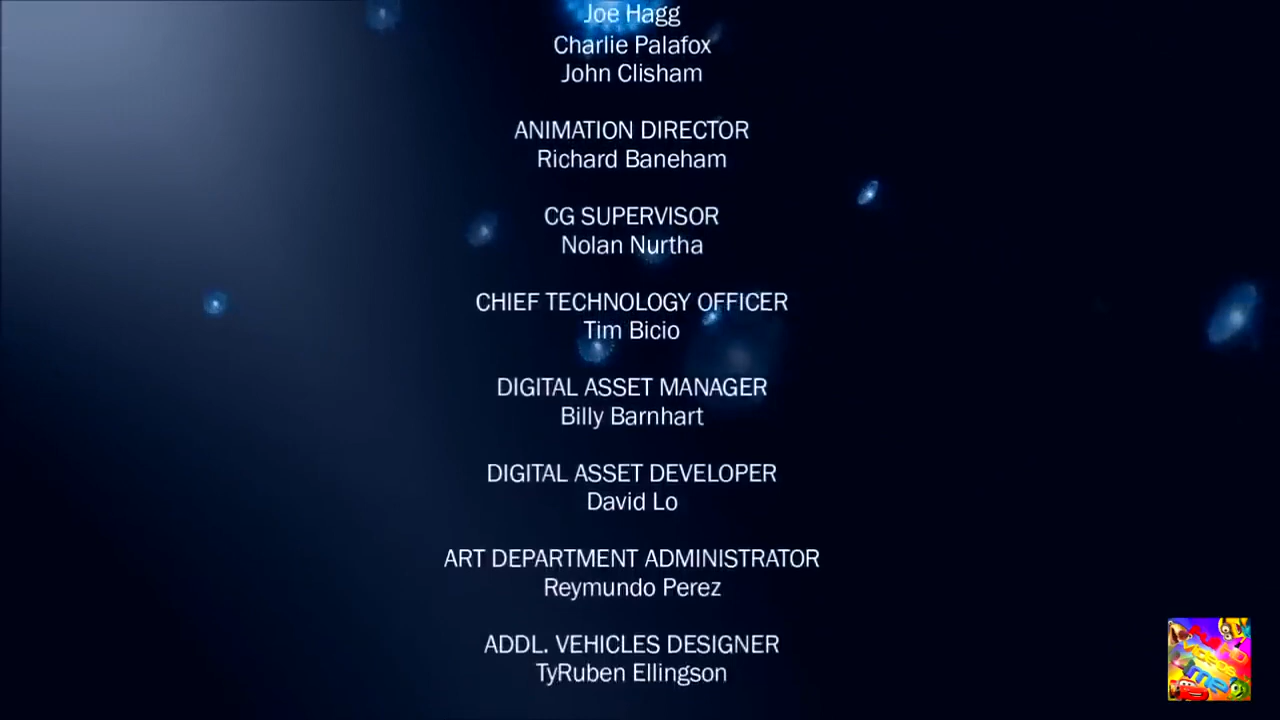 Joe Hagg
Charlie Palafox
John Clisham
ANIMATION DIRECTOR
Richard Baneham
CG SUPERVISOR
Nolan Nurtha
CHIEF TECHNOLOGY OFFICER
Tim Bicio
DIGITAL ASSET MANAGER
Billy Barnhart
DIGITAL ASSET DEVELOPER
David Lo
ART DEPARTMENT ADMINISTRATOR
Reymundo Perez
ADDL. VEHICLES DESIGNER
TyRuben Ellingson